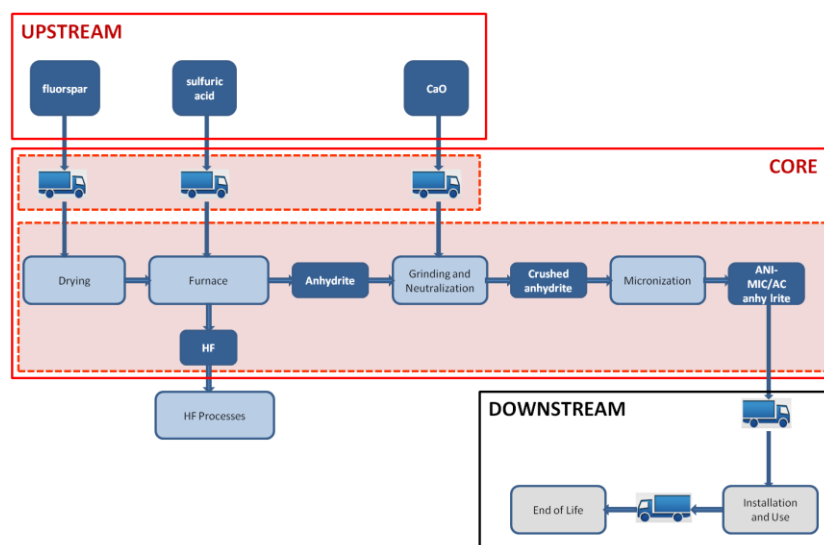 UPSTREAM
fluorspar
sulfuric
acid
CaO
CORE
Drying
Furnace
Anhydrite
Grinding and
Neutralization
Crushed
anhydrite
Micronization
ANI-
MIC/AC
anhy lrite
HF
HF Processes
DOWNSTREAM
End of Life
Installation
and Use